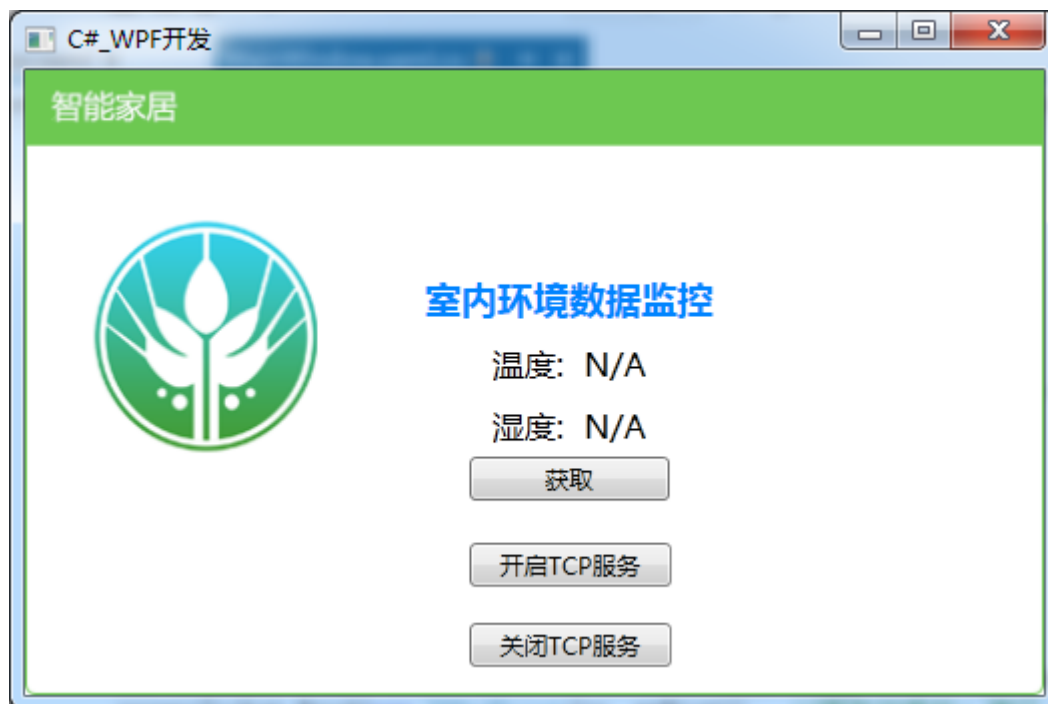 C#_WPF开发
智能家居
室内环境数据监控
温度: N/A
湿度: N/A
获取
开启TCP服务
关闭TCP服务